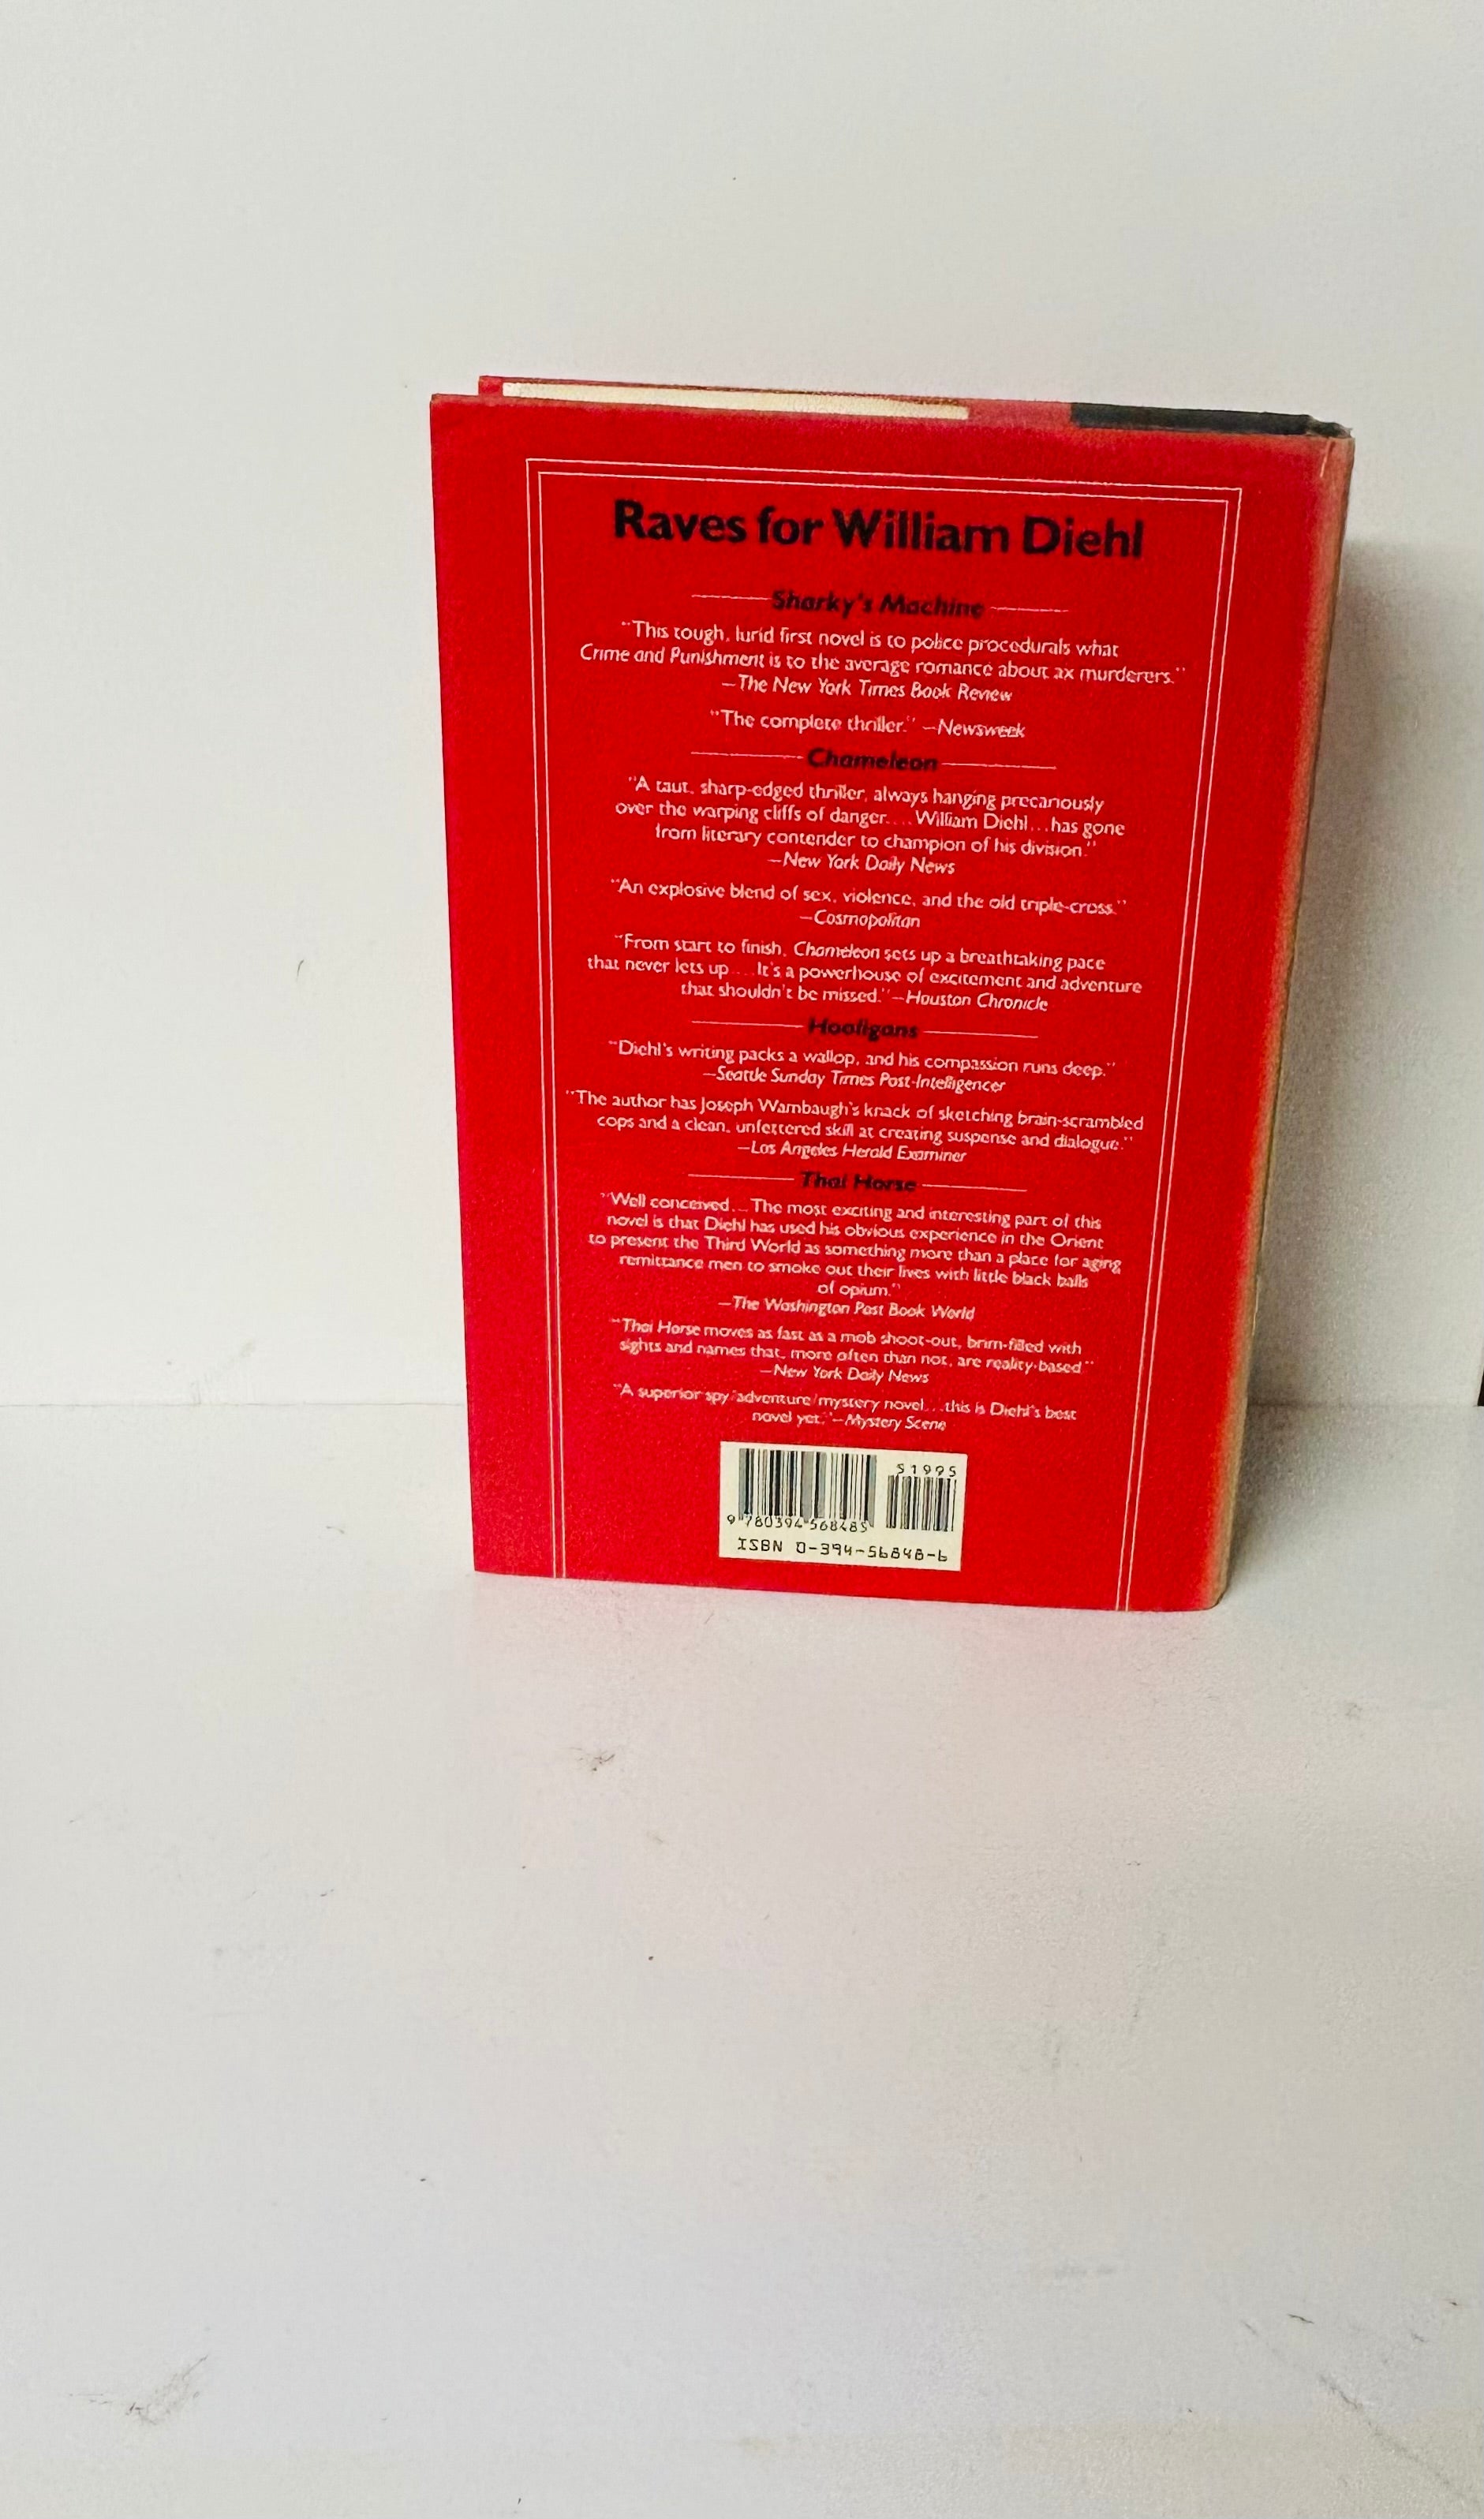 Raves for William Diehl
Sharky's Machine
"This tough, lurid first novel is to police procedurals what
Crime and Punishment is to the average romance about ax murderers."
—The New York Times Book Review
"The complete thriller." —Newsweek
Chameleon
"A taut, sharp-edged thriller, always hanging precariously
over the warping cliffs of danger.... William Diehl...has gone
from literary contender to champion of his division."
—New York Daily News
"An explosive blend of sex, violence, and the old triple-cross."
—Cosmopolitan
"From start to finish, Chameleon sets up a breathtaking pace
that never lets up.... It's a powerhouse of excitement and adventure
that shouldn't be missed." —Houston Chronicle
Hooligans
"Diehl's writing packs a wallop, and his compassion runs deep."
—Seattle Sunday Times Post-Intelligencer
"The author has Joseph Wambaugh's knack of sketching brain-scrambled
cops and a clean, unfettered skill at creating suspense and dialogue."
—Los Angeles Herald Examiner
Thai Horse
"Well conceived... The most exciting and interesting part of this
novel is that Diehl has used his obvious experience in the Orient
to present the Third World as something more than a place for aging
remittance men to smoke out their lives with little black balls
of opium."
—The Washington Post Book World
"Thai Horse moves as fast as a mob shoot-out, brim-filled with
sights and names that, more often than not, are reality-based."
—New York Daily News
"A superior spy/adventure/mystery novel...this is Diehl's best
novel yet." —Mystery Scene
51995
9 780394 568485
ISBN 0-394-56848-6